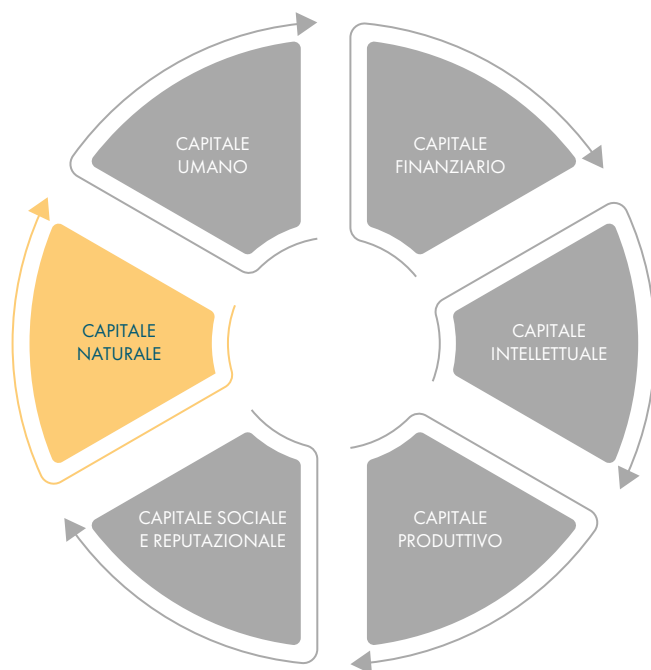 CAPITALE
UMANO
CAPITALE
FINANZIARIO
CAPITALE
NATURALE
CAPITALE
INTELLETTUALE
CAPITALE SOCIALE
E REPUTAZIONALE
CAPITALE
PRODUTTIVO